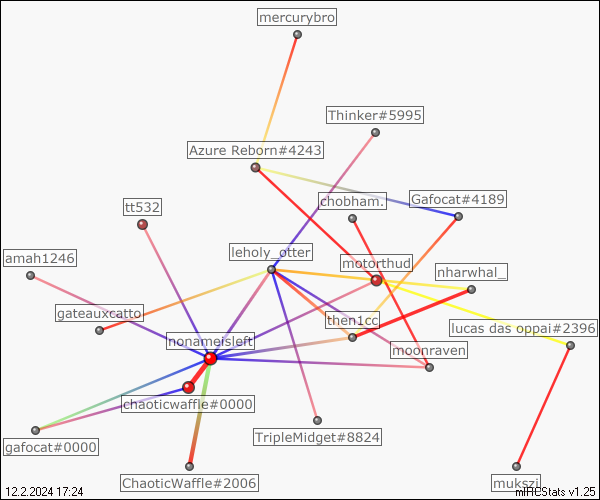 mercurybro
Thinker#5995
Azure Reborn#4243
chobham.
Gafocat#4189
tt532
leholy_otter
amah1246
motorthud
nharwhal_
gateauxcatto
then1cc
lucas das oppai#2396
nonameisleft
moonraven
chaoticwaffle#0000
TripleMidget#8824
gafocat#0000
ChaoticWaffle#2006
mukszi
12.2.2024 17:24
mIRCStats v1.25